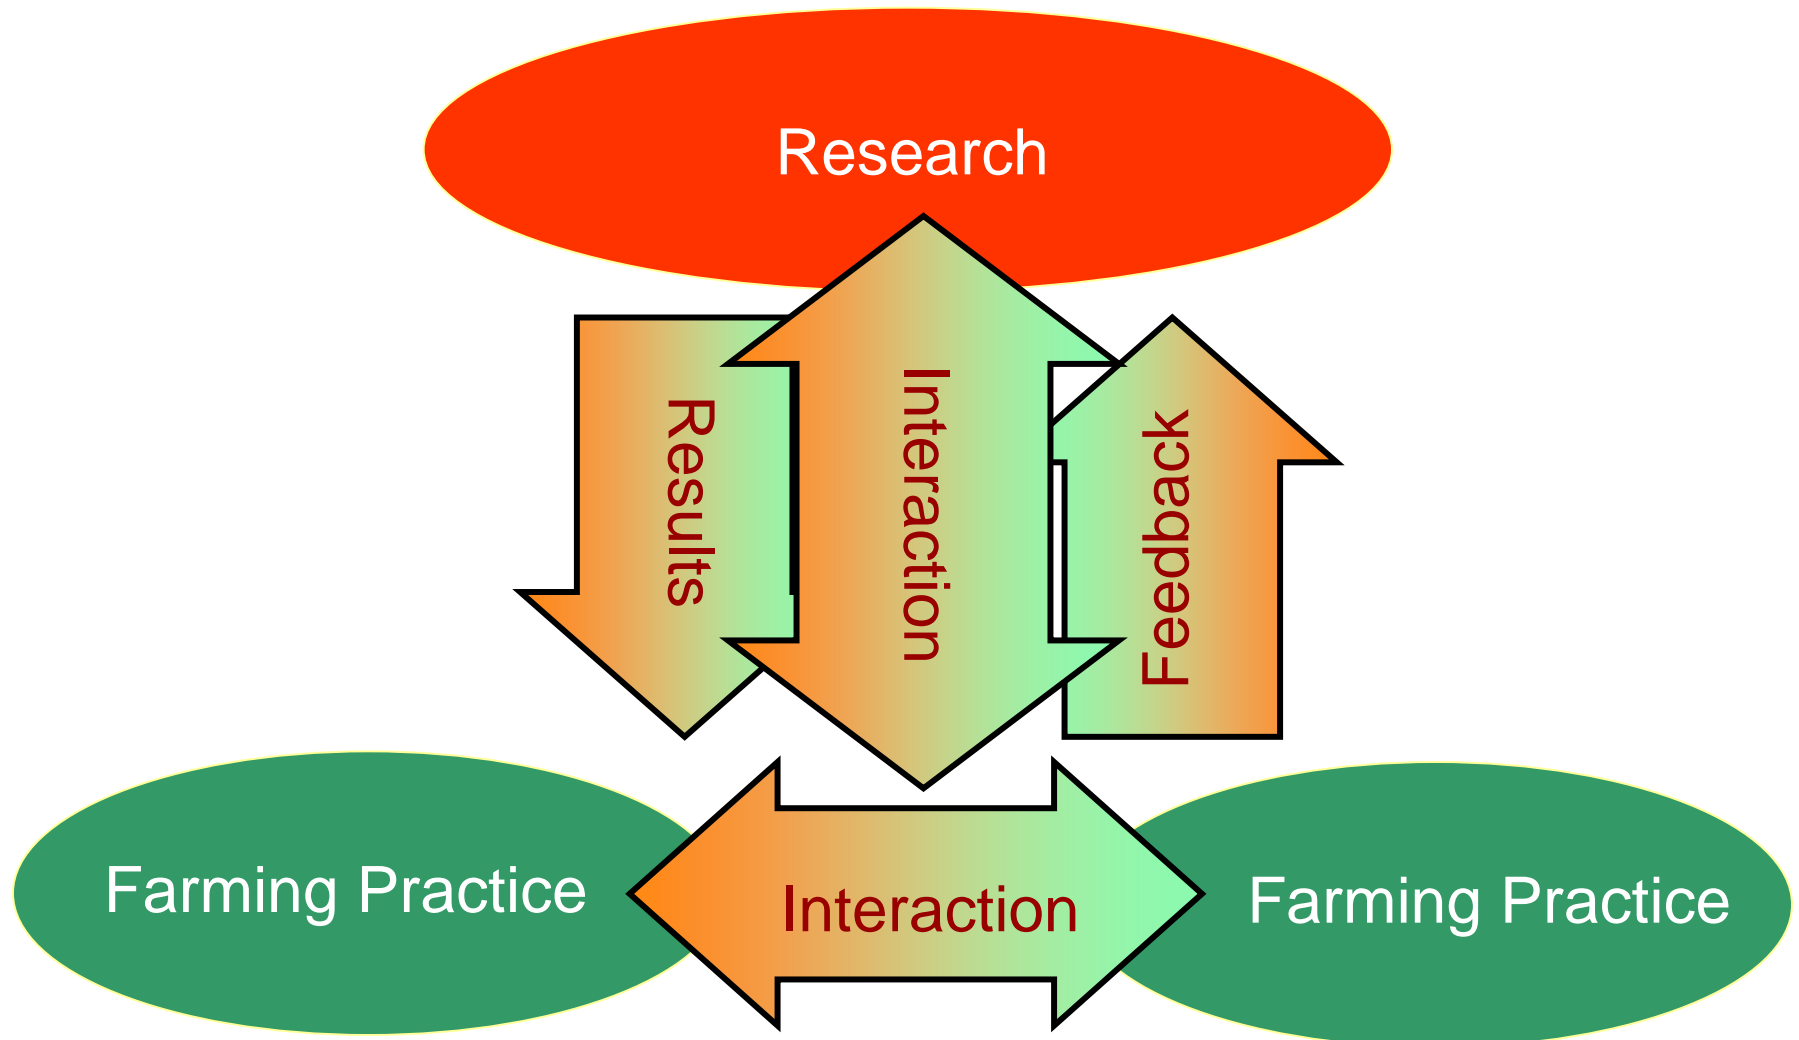 Research
Results
Interaction
Feedback
Farming Practice
Interaction
Farming Practice